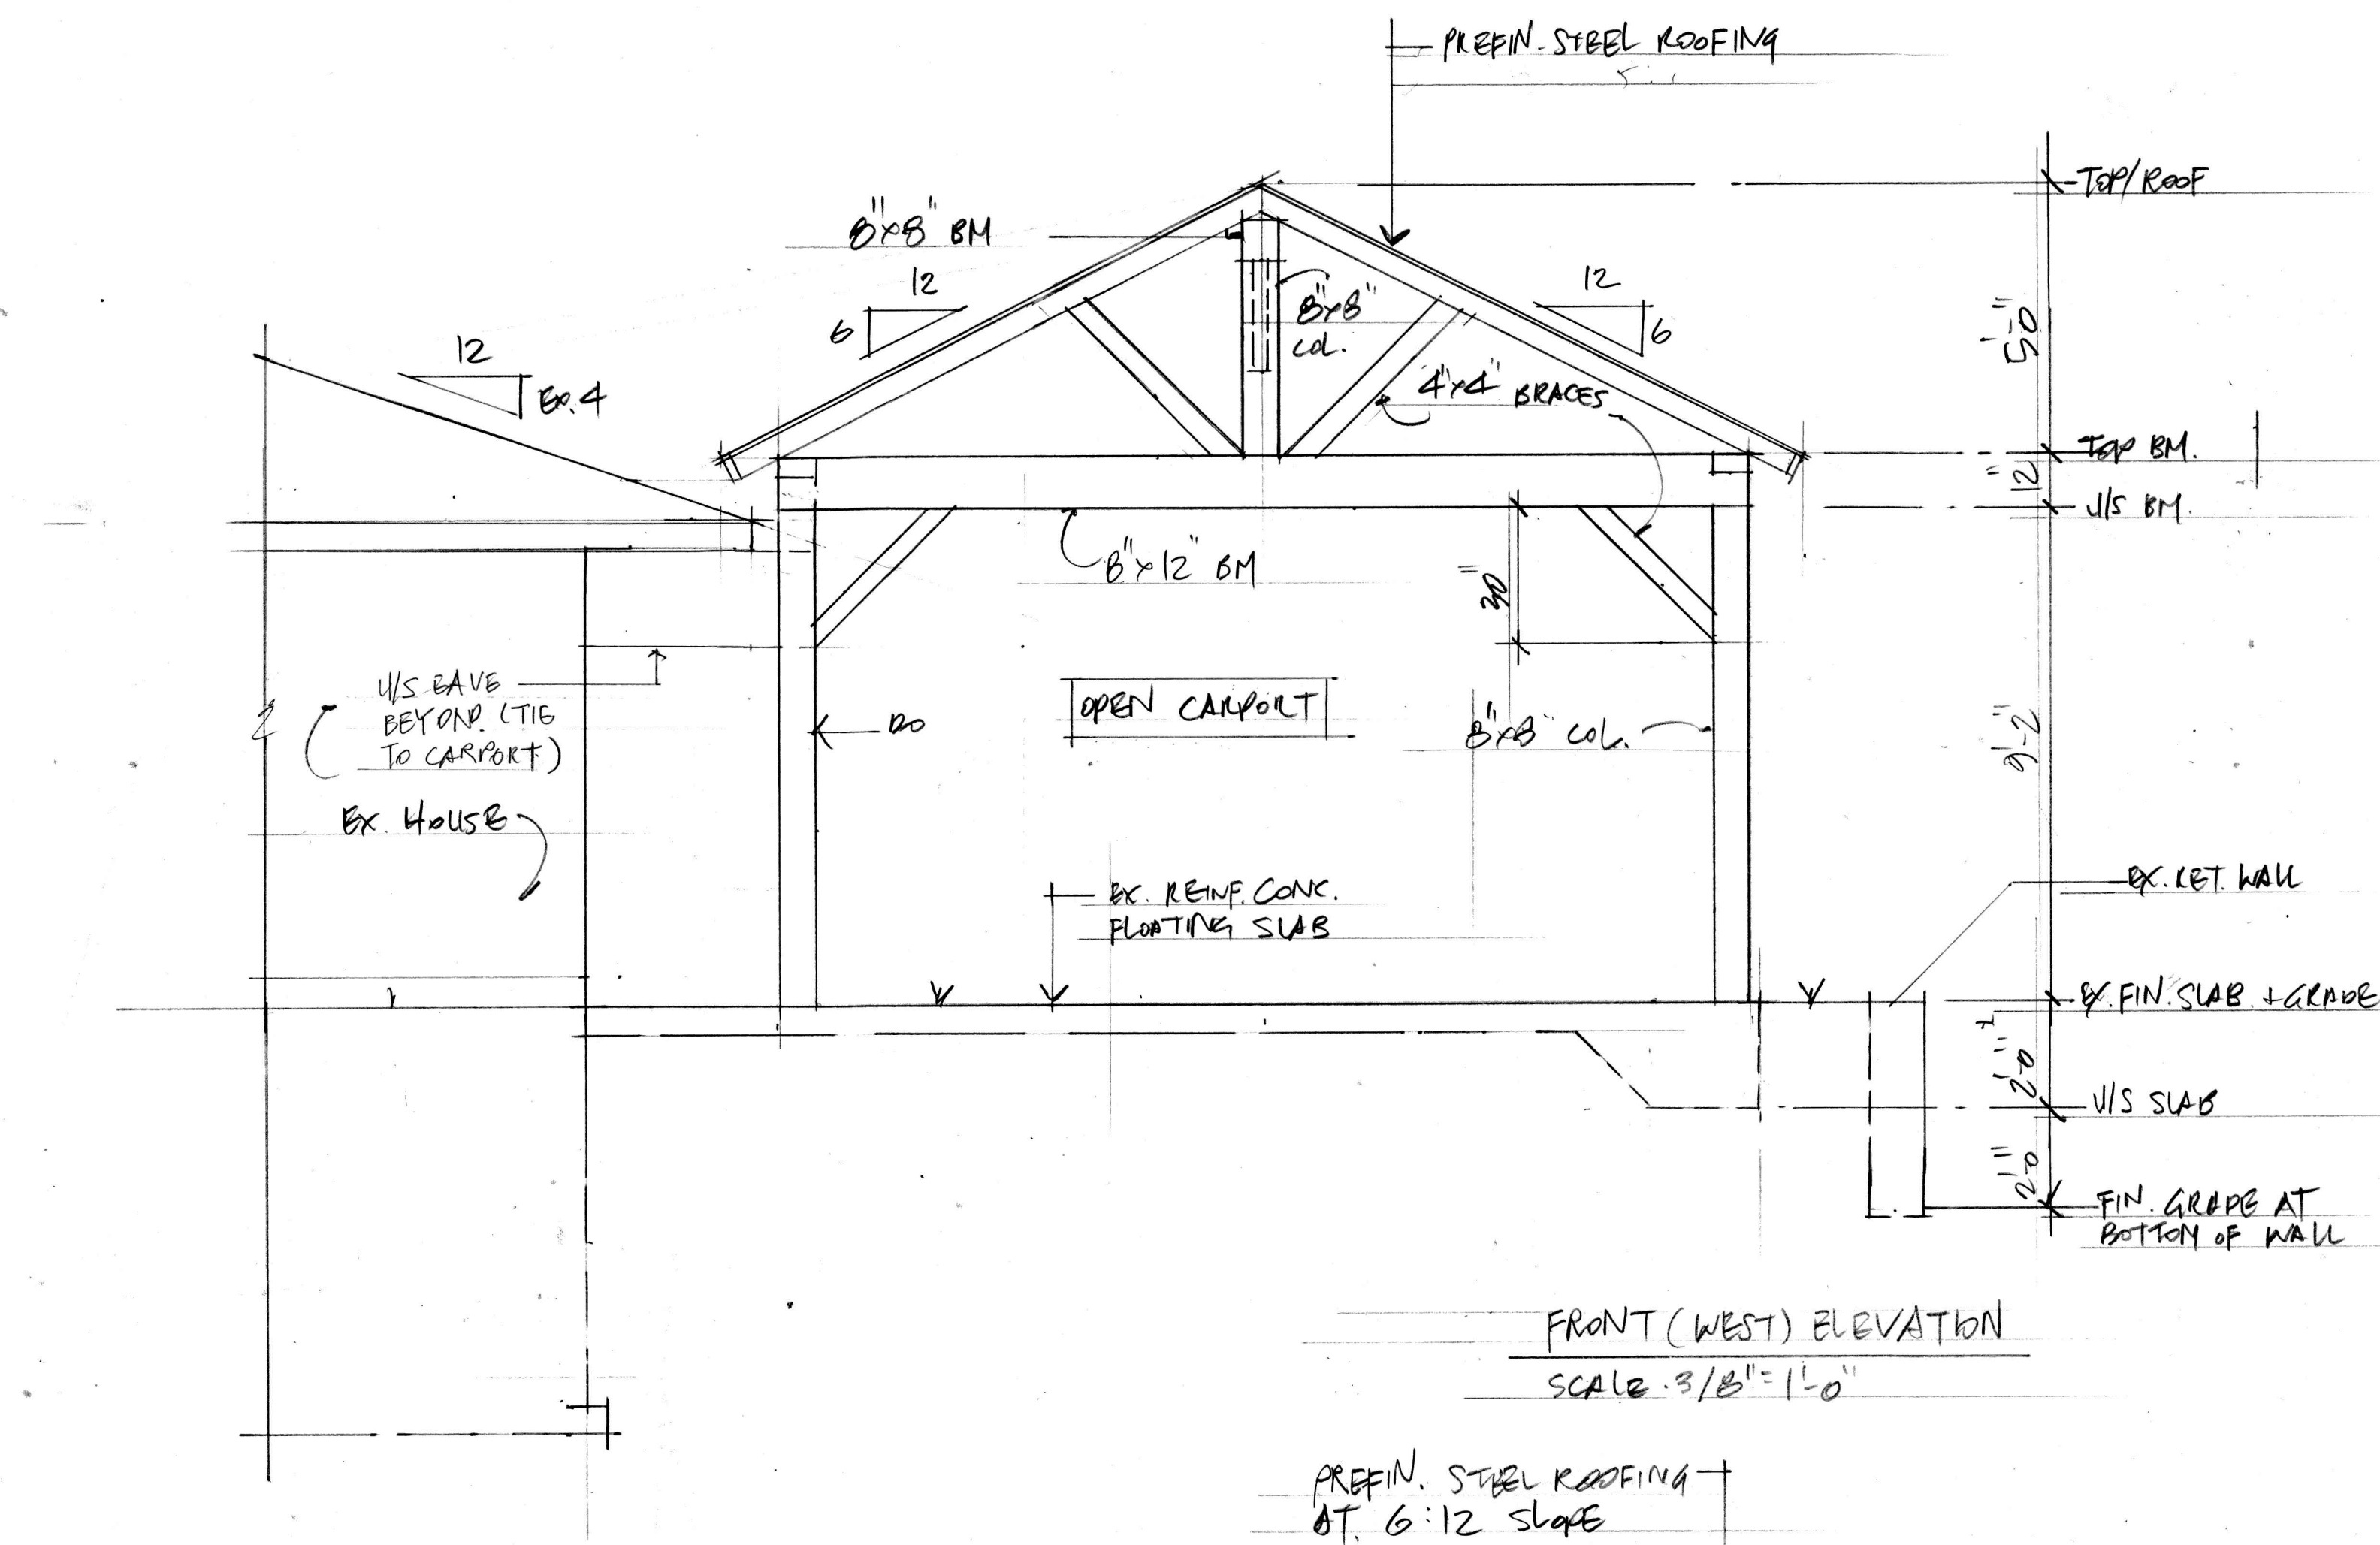 PREFIN. STEEL ROOFING
TOP/ROOF
8"x8" BM
12
6
12
6
8"x8"
COL.
12
EX. 4
4"x4" BRACES
5'-0"
TOP BM.
12"
U/S BM.
8"x12" BM
30"
U/S EAVE
BEYOND. (TIE
TO CARPORT)
DO
OPEN CARPORT
8"x8" COL.
9'-2"
EX. HOUSE
EX. REINF. CONC.
FLOATING SLAB
EX. RET. WALL
EX. FIN. SLAB + GRADE
2'-0"
U/S SLAB
2'-0"
FIN. GRADE AT
BOTTOM OF WALL
FRONT (WEST) ELEVATION
SCALE. 3/8" = 1'-0"
PREFIN. STEEL ROOFING
AT. 6:12 SLOPE